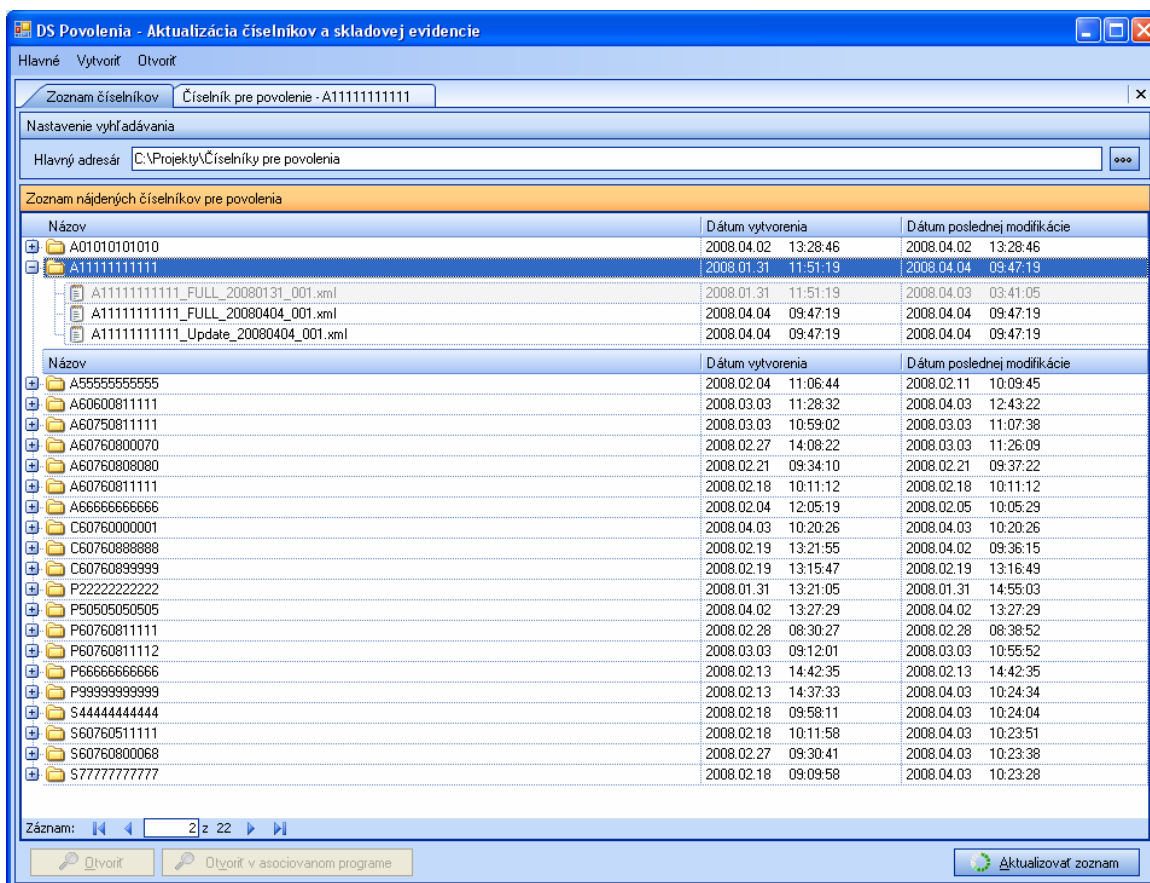 DS Povolenia - Aktualizácia číselníkov a skladovej evidencie
Hlavné Vytvoriť Otvoriť
Zoznam číselníkov Číselník pre povolenie - A11111111111
Nastavenie vyhľadávania
Hlavný adresár C:\Projekty\Číselníky pre povolenia
Zoznam nájdených číselníkov pre povolenia
Názov Dátum vytvorenia Dátum poslednej modifikácie
A01010101010 2008.04.02 13:28:46 2008.04.02 13:28:46
A11111111111 2008.01.31 11:51:19 2008.04.04 09:47:19
A11111111111_FULL_20080131_001.xml 2008.01.31 11:51:19 2008.04.03 03:41:05
A11111111111_FULL_20080404_001.xml 2008.04.04 09:47:19 2008.04.04 09:47:19
A11111111111_Update_20080404_001.xml 2008.04.04 09:47:19 2008.04.04 09:47:19
Názov Dátum vytvorenia Dátum poslednej modifikácie
A55555555555 2008.02.04 11:06:44 2008.02.11 10:09:45
A60600811111 2008.03.03 11:28:32 2008.04.03 12:43:22
A60750811111 2008.03.03 10:59:02 2008.03.03 11:07:38
A60760800070 2008.02.27 14:08:22 2008.03.03 11:26:09
A60760808080 2008.02.21 09:34:10 2008.02.21 09:37:22
A60760811111 2008.02.18 10:11:12 2008.02.18 10:11:12
A66666666666 2008.02.04 12:05:19 2008.02.05 10:05:29
C60760000001 2008.04.03 10:20:26 2008.04.03 10:20:26
C60760888888 2008.02.19 13:21:55 2008.04.02 09:36:15
C60760899999 2008.02.19 13:15:47 2008.02.19 13:16:49
P22222222222 2008.01.31 13:21:05 2008.01.31 14:55:03
P50505050505 2008.04.02 13:27:29 2008.04.02 13:27:29
P60760811111 2008.02.28 08:30:27 2008.02.28 08:38:52
P60760811112 2008.03.03 09:12:01 2008.03.03 10:55:52
P66666666666 2008.02.13 14:42:35 2008.02.13 14:42:35
P99999999999 2008.02.13 14:37:33 2008.04.03 10:24:34
S44444444444 2008.02.18 09:58:11 2008.04.03 10:24:04
S60760511111 2008.02.18 10:11:58 2008.04.03 10:23:51
S60760800068 2008.02.27 09:30:41 2008.04.03 10:23:38
S77777777777 2008.02.18 09:09:58 2008.04.03 10:23:28
Záznam: 2 z 22
Otvoriť Otvoriť v asociovanom programe Aktualizovať zoznam